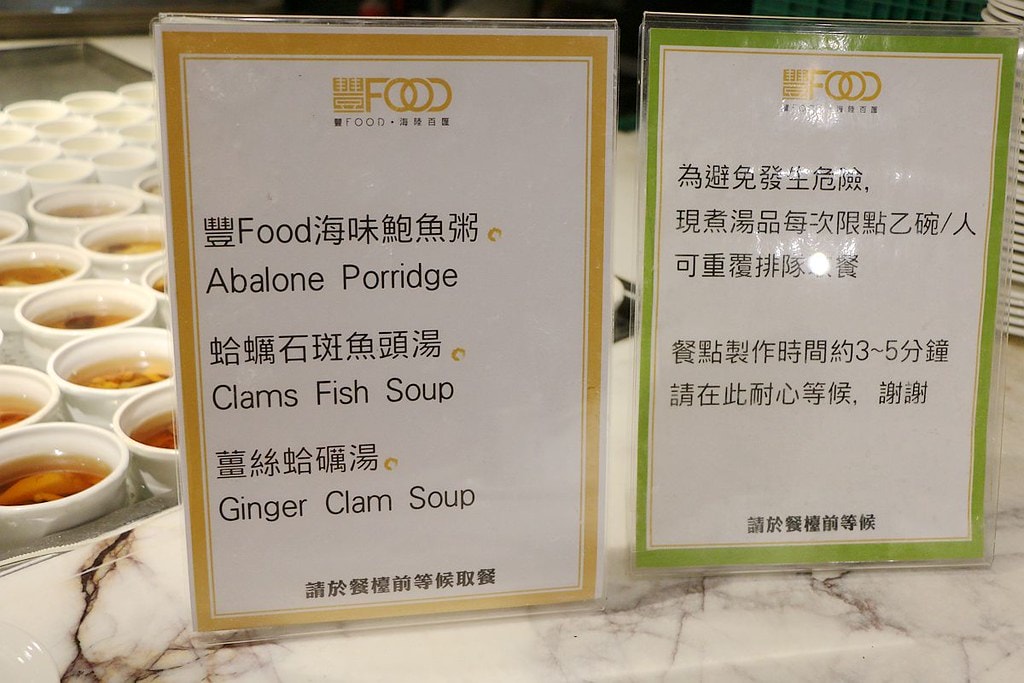 豐FOOD
豐FOOD・海陸百匯
豐Food海味鮑魚粥
Abalone Porridge
蛤蠣石斑魚頭湯
Clams Fish Soup
薑絲蛤礪湯
Ginger Clam Soup
請於餐檯前等候取餐
豐FOOD
豐FOOD・海陸百匯
為避免發生危險,
現煮湯品每次限點乙碗/人
可重覆排隊 餐
餐點製作時間約3~5分鐘
請在此耐心等候, 謝謝
請於餐檯前等候